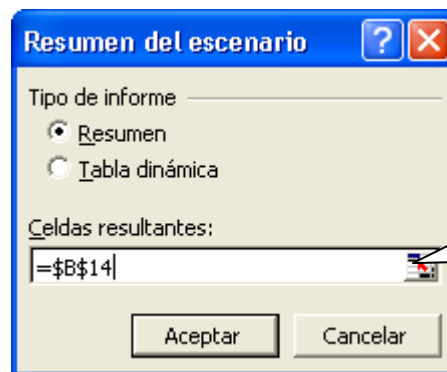 Resumen del escenario
Tipo de informe
Resumen
Tabla dinámica
Celdas resultantes:
=$B$14
Aceptar Cancelar